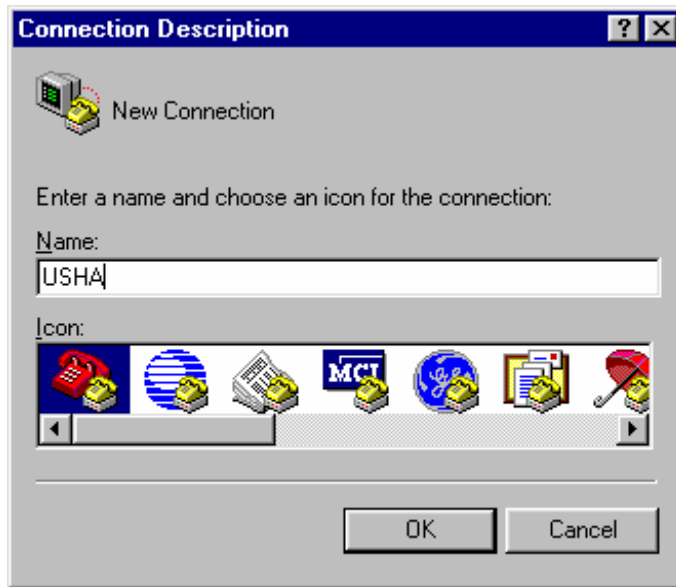 Connection Description
New Connection
Enter a name and choose an icon for the connection:
Name:
USHA
Icon:
MCI
OK
Cancel